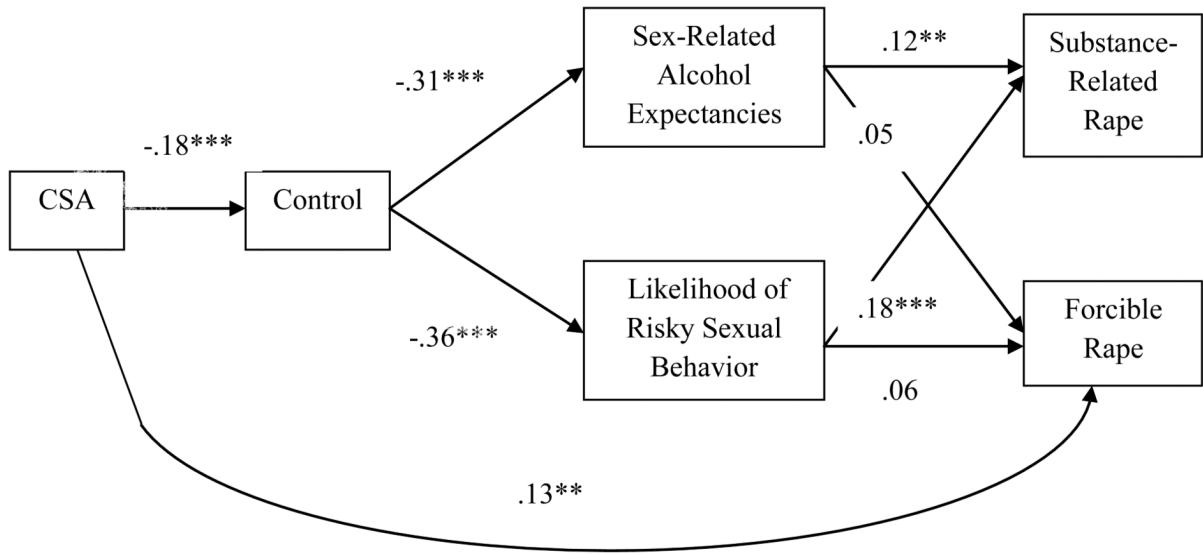 Sex-Related
Alcohol
Expectancies
.12**
Substance-
Related
Rape
-.31***
.05
-.18***
CSA
Control
Likelihood of
Risky Sexual
Behavior
.18***
Forcible
Rape
-.36***
.06
.13**